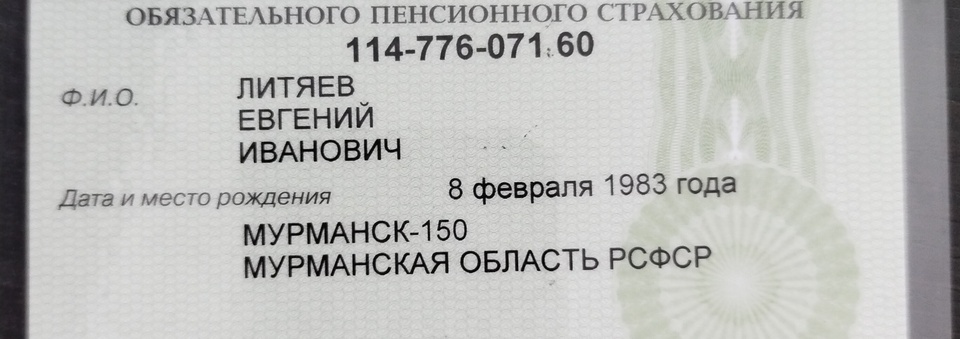 ОБЯЗАТЕЛЬНОГО ПЕНСИОННОГО СТРАХОВАНИЯ
114-776-071 60
Ф.И.О. ЛИТЯЕВ
ЕВГЕНИЙ
ИВАНОВИЧ
Дата и место рождения 8 февраля 1983 года
МУРМАНСК-150
МУРМАНСКАЯ ОБЛАСТЬ РСФСР